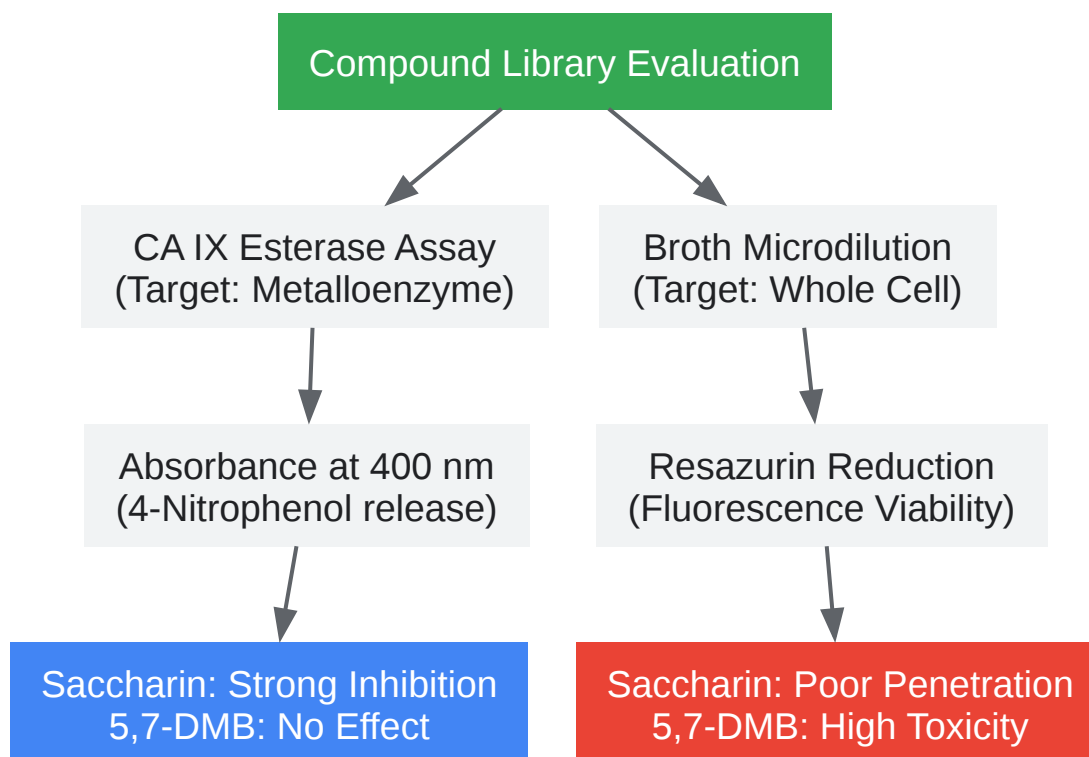 Compound Library Evaluation
CA IX Esterase Assay
(Target: Metalloenzyme)
Broth Microdilution
(Target: Whole Cell)
Absorbance at 400 nm
(4-Nitrophenol release)
Resazurin Reduction
(Fluorescence Viability)
Saccharin: Strong Inhibition
5,7-DMB: No Effect
Saccharin: Poor Penetration
5,7-DMB: High Toxicity